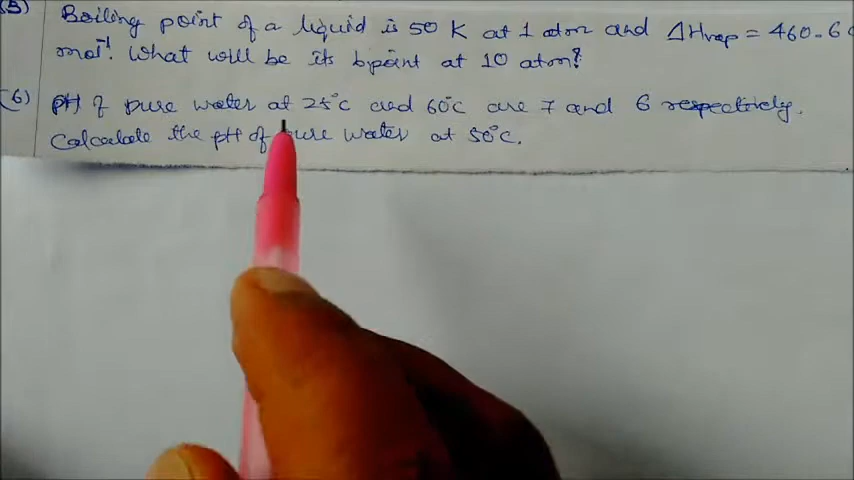 (5) Boiling point of a liquid is 50 K at 1 atm and ΔHvap = 460.6
mol⁻¹. What will be its b.point at 10 atm?
(6) pH of pure water at 25°C and 60°C are 7 and 6 respectively.
Calculate the pH of pure water at 50°C.